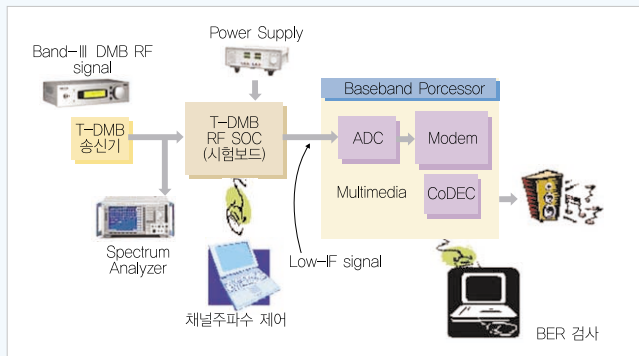 Power Supply
Band-III DMB RF
signal
Baseband Porcessor
T-DMB
송신기
T-DMB
RF SOC
(시험보드)
ADC
Modem
Multimedia
CoDEC
Spectrum
Analyzer
Low-IF signal
채널주파수 제어
BER 검사